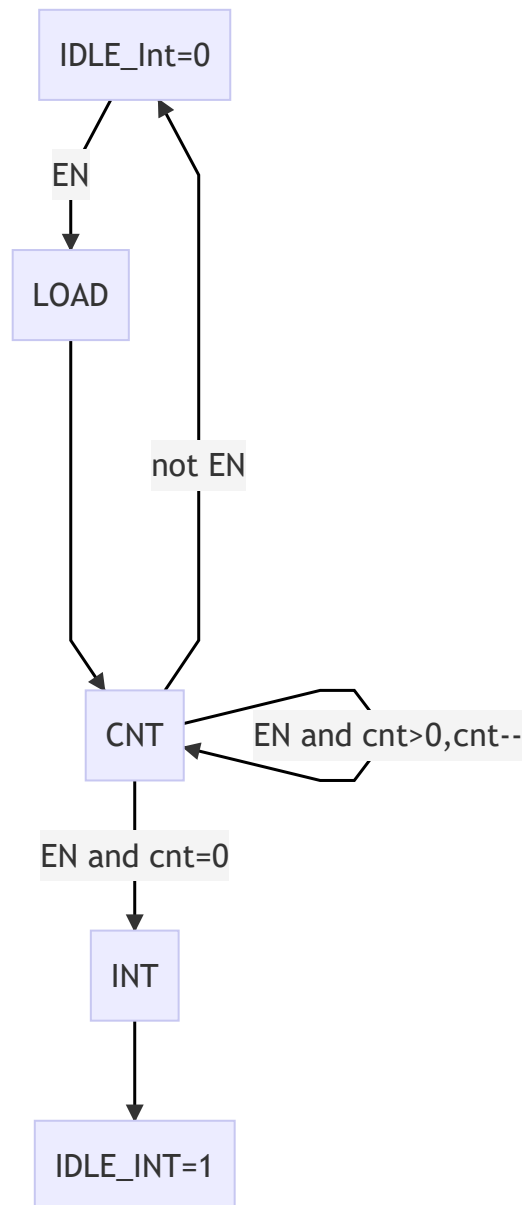 IDLE_Int=0
EN
LOAD
not EN
CNT
EN and cnt>0,cnt--
EN and cnt=0
INT
IDLE_INT=1